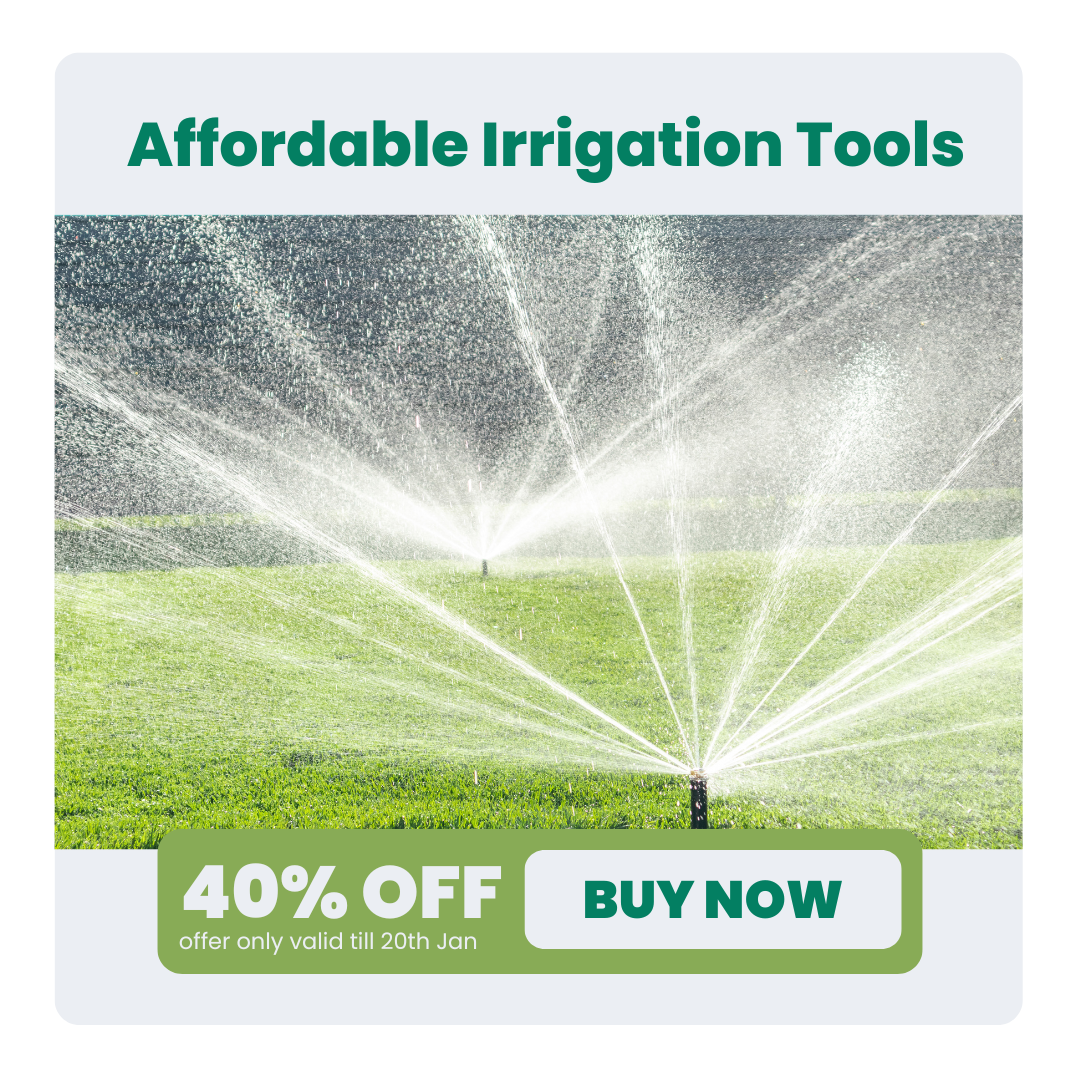 Affordable Irrigation Tools
40% OFF
offer only valid till 20th Jan
BUY NOW